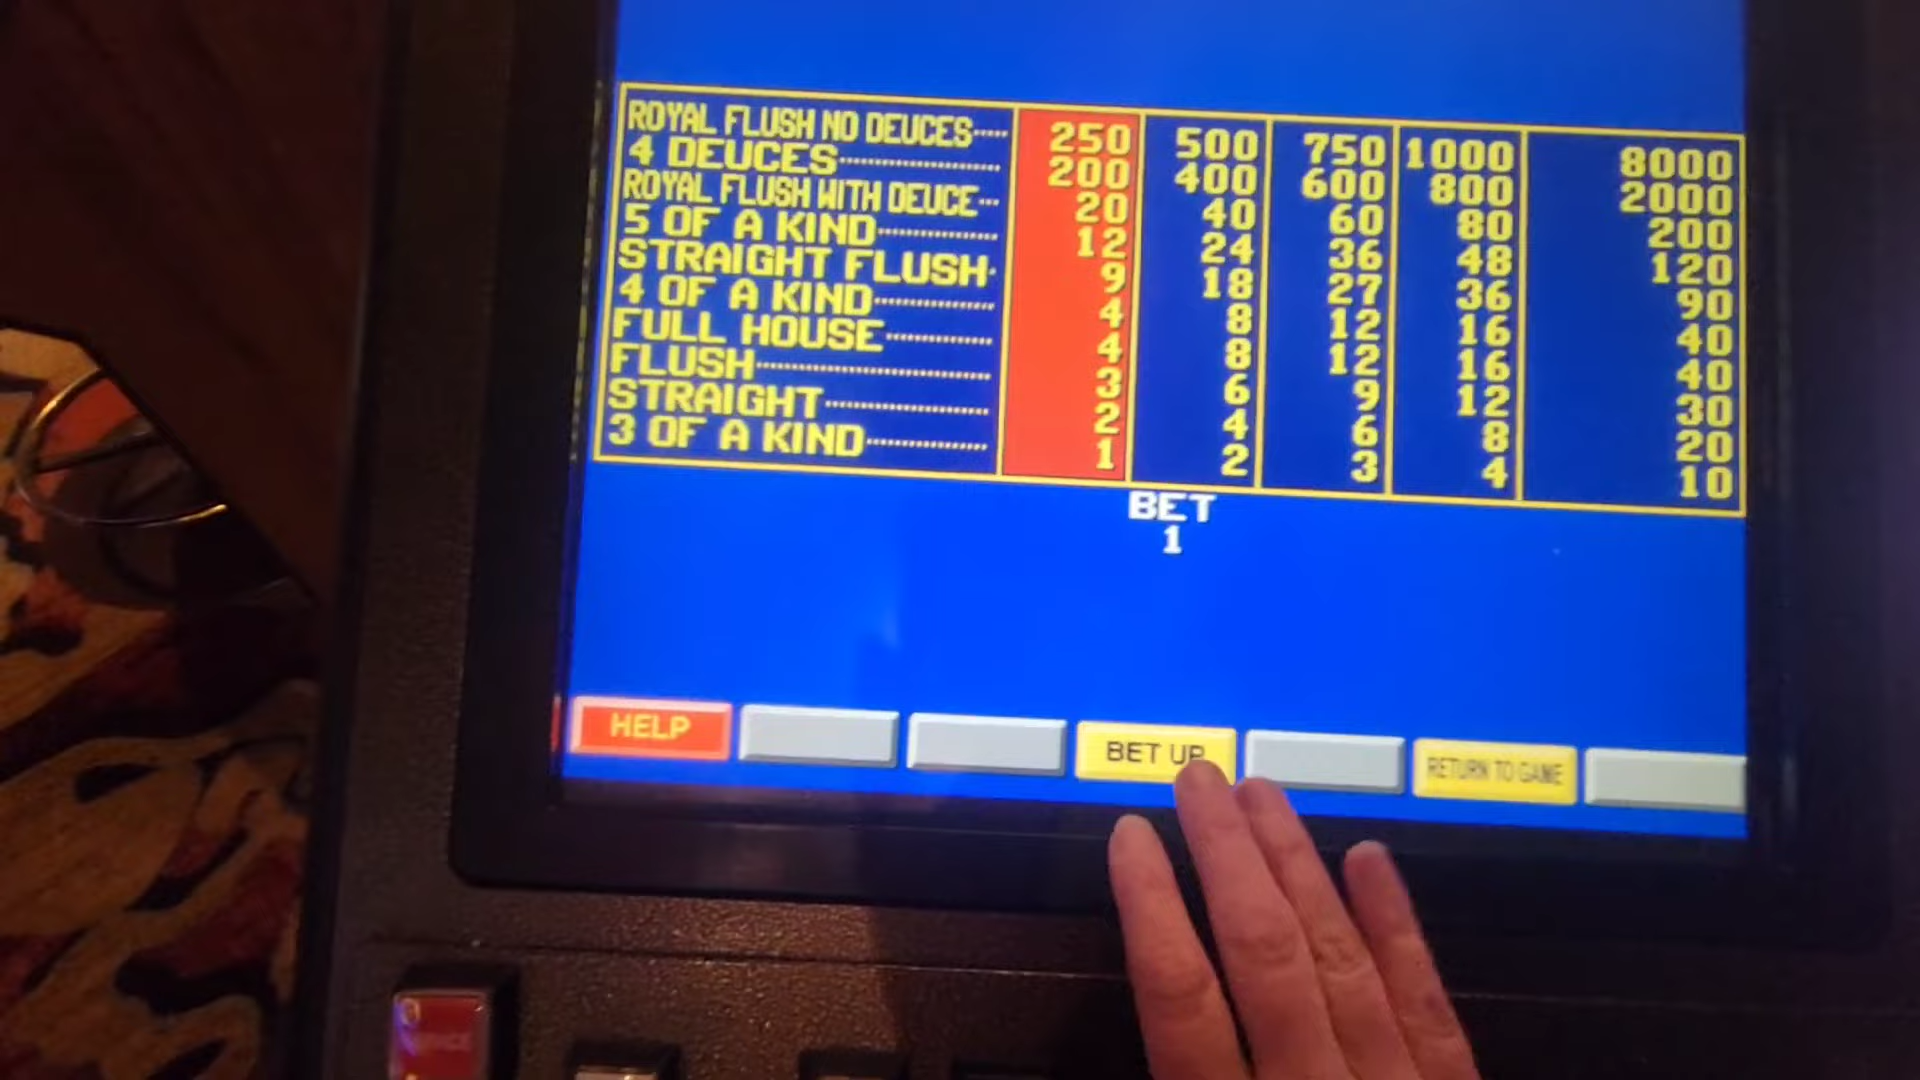 ROYAL FLUSH NO DEUCES 250 500 750 1000 8000
4 DEUCES 200 400 600 800 2000
ROYAL FLUSH WITH DEUCE 20 40 60 80 200
5 OF A KIND 12 24 36 48 120
STRAIGHT FLUSH 9 18 27 36 90
4 OF A KIND 4 8 12 16 40
FULL HOUSE 4 8 12 16 40
FLUSH 3 6 9 12 30
STRAIGHT 2 4 6 8 20
3 OF A KIND 1 2 3 4 10
BET
1
HELP
BET UP
RETURN TO GAME